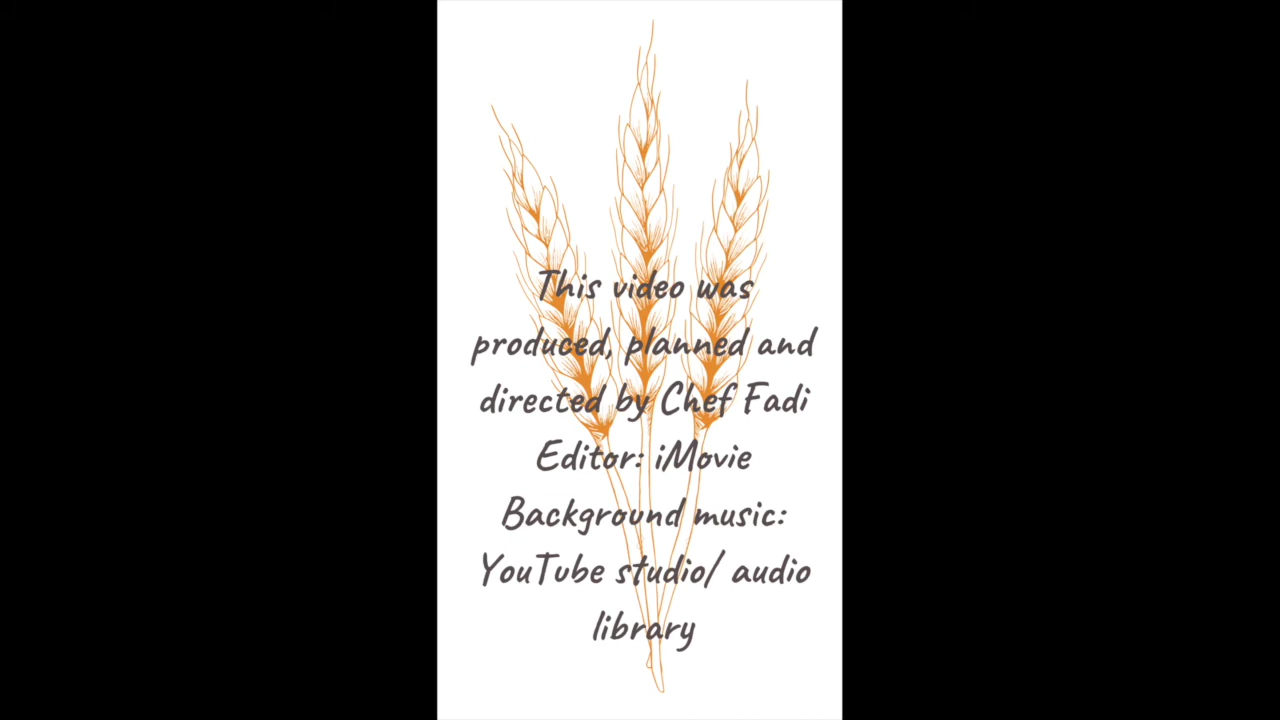 This video was
produced, planned and
directed by Chef Fadi
Editor: iMovie
Background music:
YouTube studio/ audio
library